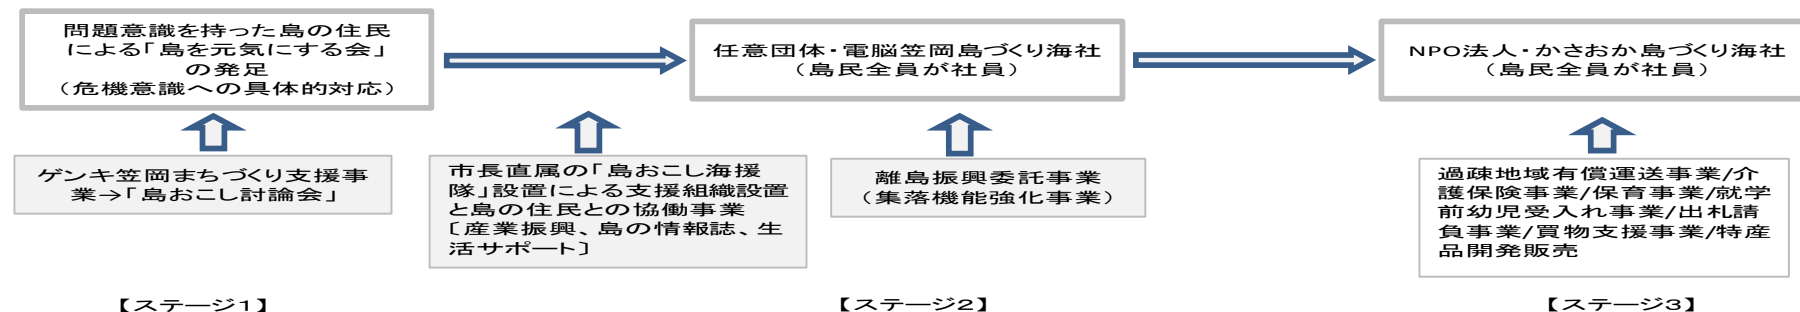 問題意識を持った島の住民
による「島を元気にする会」
の発足
（危機意識への具体的対応）
任意団体・電脳笠岡島づくり海社
（島民全員が社員）
NPO法人・かさおか島づくり海社
（島民全員が社員）
ゲンキ笠岡まちづくり支援事
業→「島おこし討論会」
市長直属の「島おこし海援
隊」設置による支援組織設置
と島の住民との協働事業
［産業振興、島の情報誌、生
活サポート］
離島振興委託事業
（集落機能強化事業）
過疎地域有償運送事業/介
護保険事業/保育事業/就学
前幼児受入れ事業/出札請
負事業/買物支援事業/特産
品開発販売
【ステージ1】
【ステージ2】
【ステージ3】